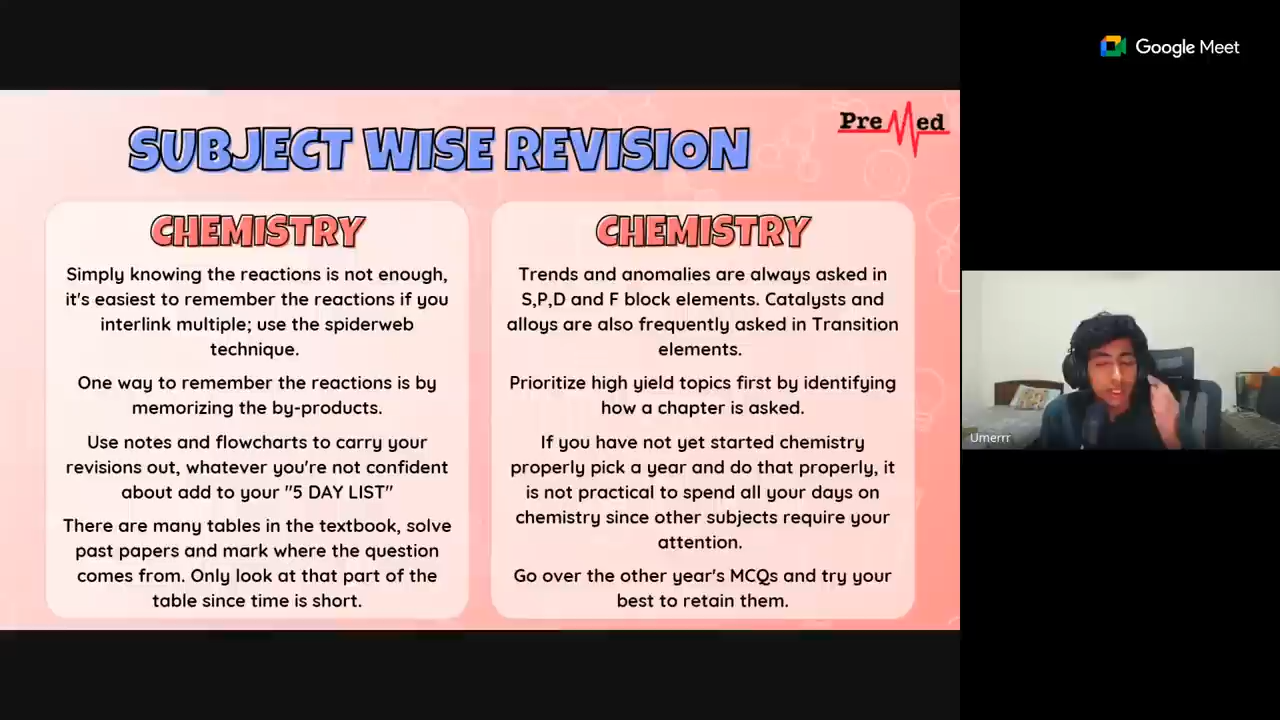 Google Meet
PreMed
SUBJECT WISE REVISION
CHEMISTRY
Simply knowing the reactions is not enough,
it's easiest to remember the reactions if you
interlink multiple; use the spiderweb
technique.
One way to remember the reactions is by
memorizing the by-products.
Use notes and flowcharts to carry your
revisions out, whatever you're not confident
about add to your "5 DAY LIST"
There are many tables in the textbook, solve
past papers and mark where the question
comes from. Only look at that part of the
table since time is short.
CHEMISTRY
Trends and anomalies are always asked in
S,P,D and F block elements. Catalysts and
alloys are also frequently asked in Transition
elements.
Prioritize high yield topics first by identifying
how a chapter is asked.
If you have not yet started chemistry
properly pick a year and do that properly, it
is not practical to spend all your days on
chemistry since other subjects require your
attention.
Go over the other year's MCQs and try your
best to retain them.
Umerrr